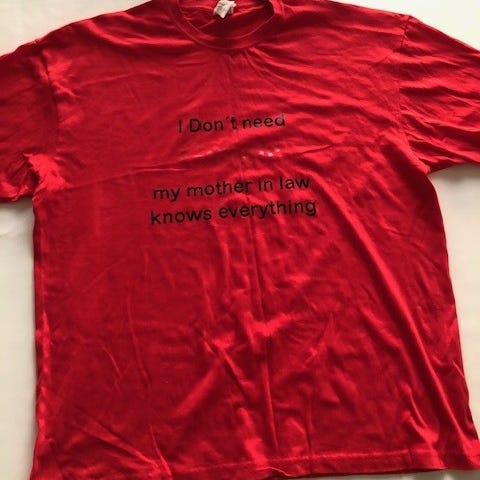 I Don't need
my mother in law
knows everything